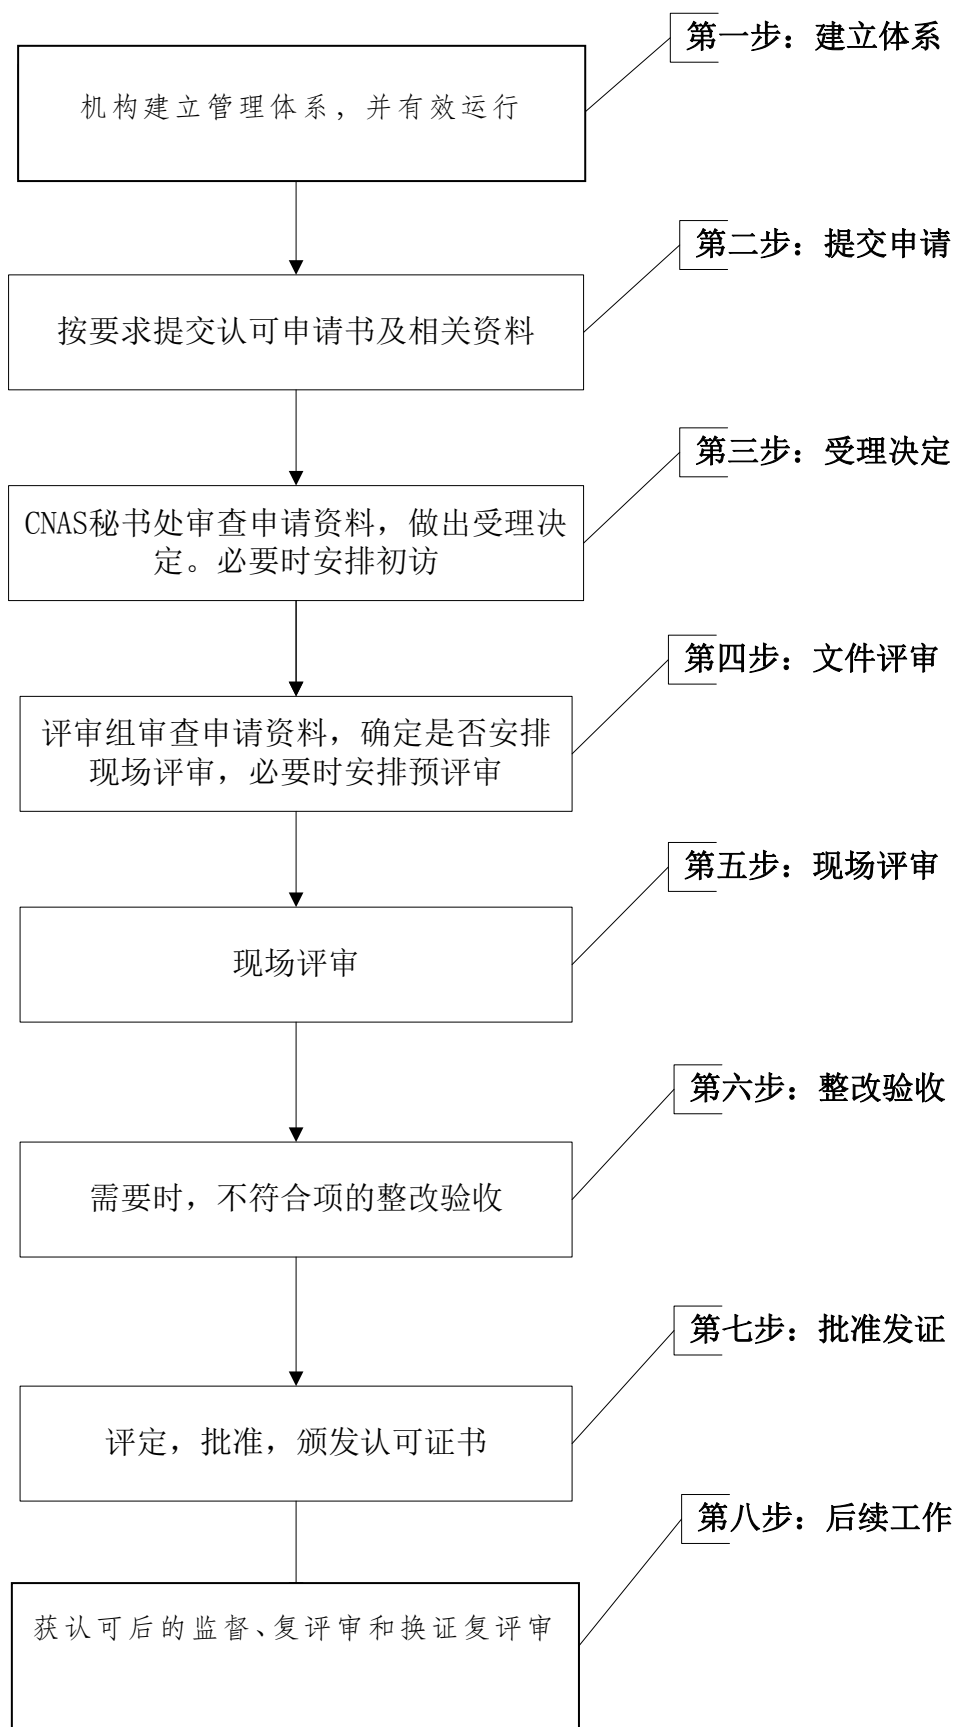 第一步：建立体系
机构建立管理体系，并有效运行
第二步：提交申请
按要求提交认可申请书及相关资料
第三步：受理决定
CNAS秘书处审查申请资料，做出受理决
定。必要时安排初访
第四步：文件评审
评审组审查申请资料，确定是否安排
现场评审，必要时安排预评审
第五步：现场评审
现场评审
第六步：整改验收
需要时，不符合项的整改验收
第七步：批准发证
评定，批准，颁发认可证书
第八步：后续工作
获认可后的监督、复评审和换证复评审